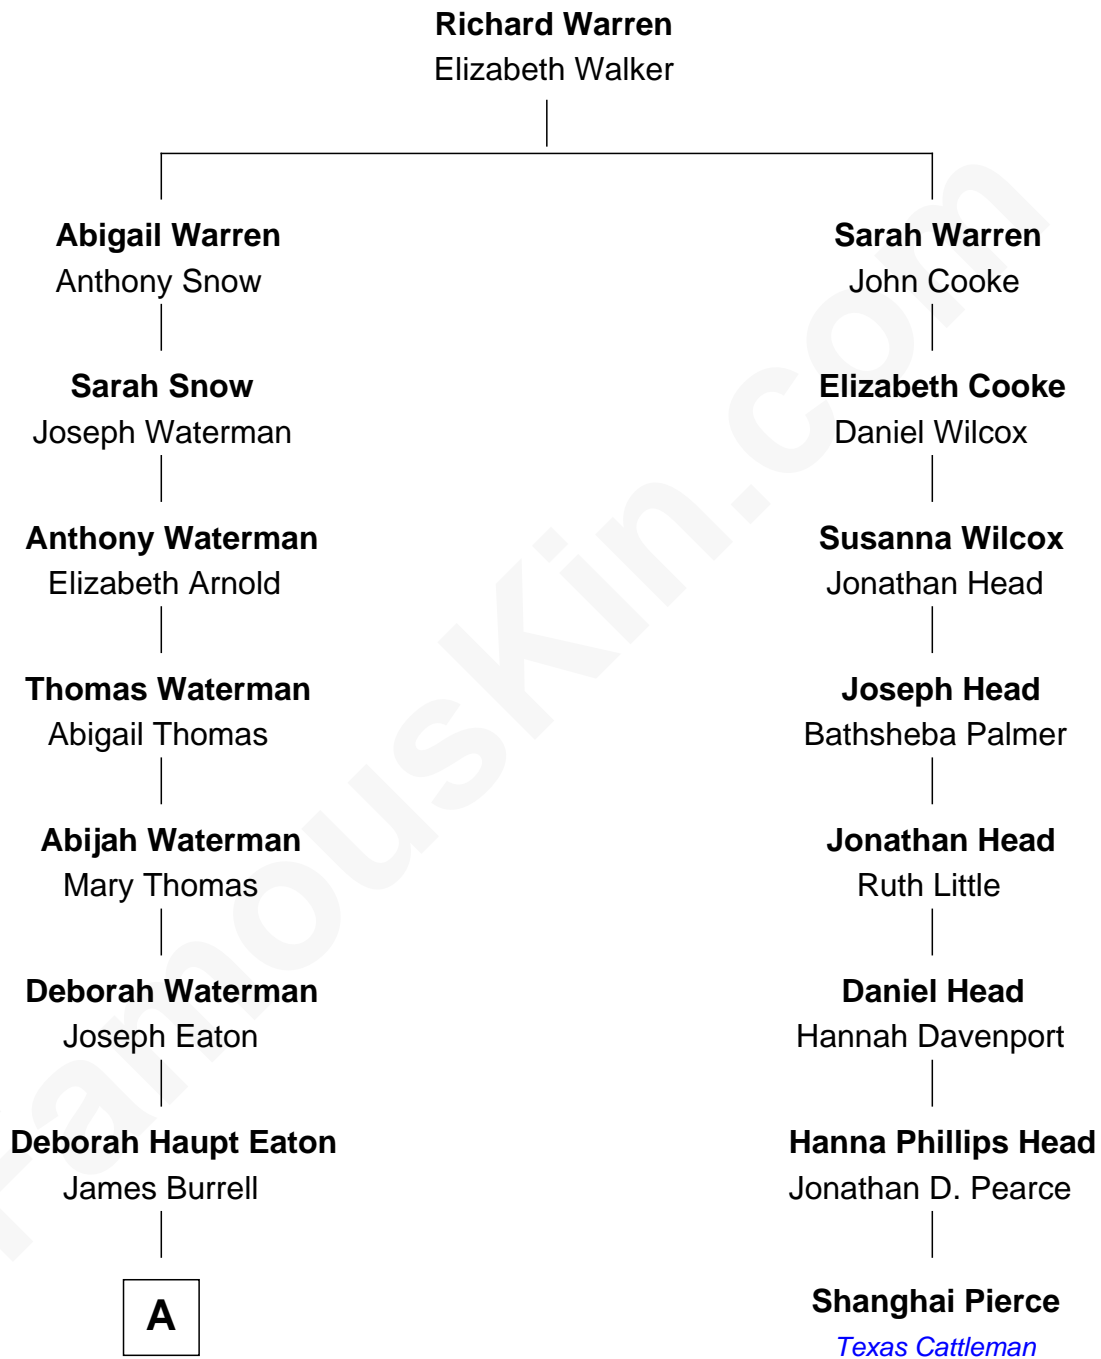 Richard Warren
Elizabeth Walker
Abigail Warren
Anthony Snow
Sarah Snow
Joseph Waterman
Anthony Waterman
Elizabeth Arnold
Thomas Waterman
Abigail Thomas
Abijah Waterman
Mary Thomas
Deborah Waterman
Joseph Eaton
Deborah Haupt Eaton
James Burrell
A
Sarah Warren
John Cooke
Elizabeth Cooke
Daniel Wilcox
Susanna Wilcox
Jonathan Head
Joseph Head
Bathsheba Palmer
Jonathan Head
Ruth Little
Daniel Head
Hannah Davenport
Hanna Phillips Head
Jonathan D. Pearce
Shanghai Pierce
Texas Cattleman
FamousKin.com